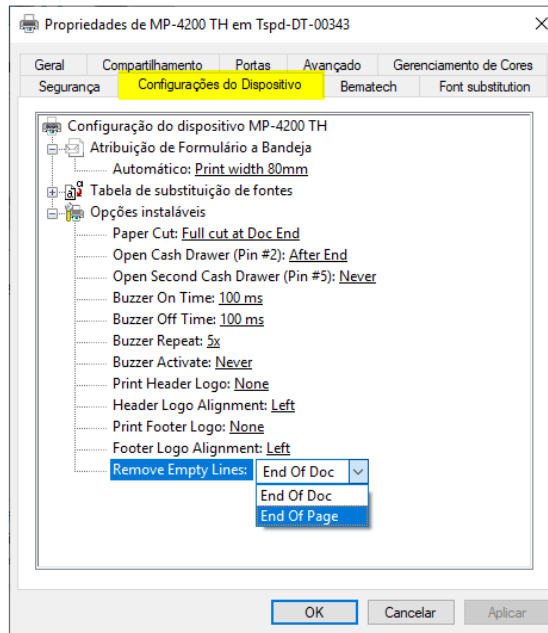 Propriedades de MP-4200 TH em Tspd-DT-00343
Geral Compartilhamento Portas Avançado Gerenciamento de Cores
Segurança Configurações do Dispositivo Bematech Font substitution
Configuração do dispositivo MP-4200 TH
Atribuição de Formulário a Bandeja
Automático: Print width 80mm
Tabela de substituição de fontes
Opções instaláveis
Paper Cut: Full cut at Doc End
Open Cash Drawer (Pin #2): After End
Open Second Cash Drawer (Pin #5): Never
Buzzer On Time: 100 ms
Buzzer Off Time: 100 ms
Buzzer Repeat: 5x
Buzzer Activate: Never
Print Header Logo: None
Header Logo Alignment: Left
Print Footer Logo: None
Footer Logo Alignment: Left
Remove Empty Lines: End Of Doc
End Of Doc
End Of Page
OK Cancelar Aplicar